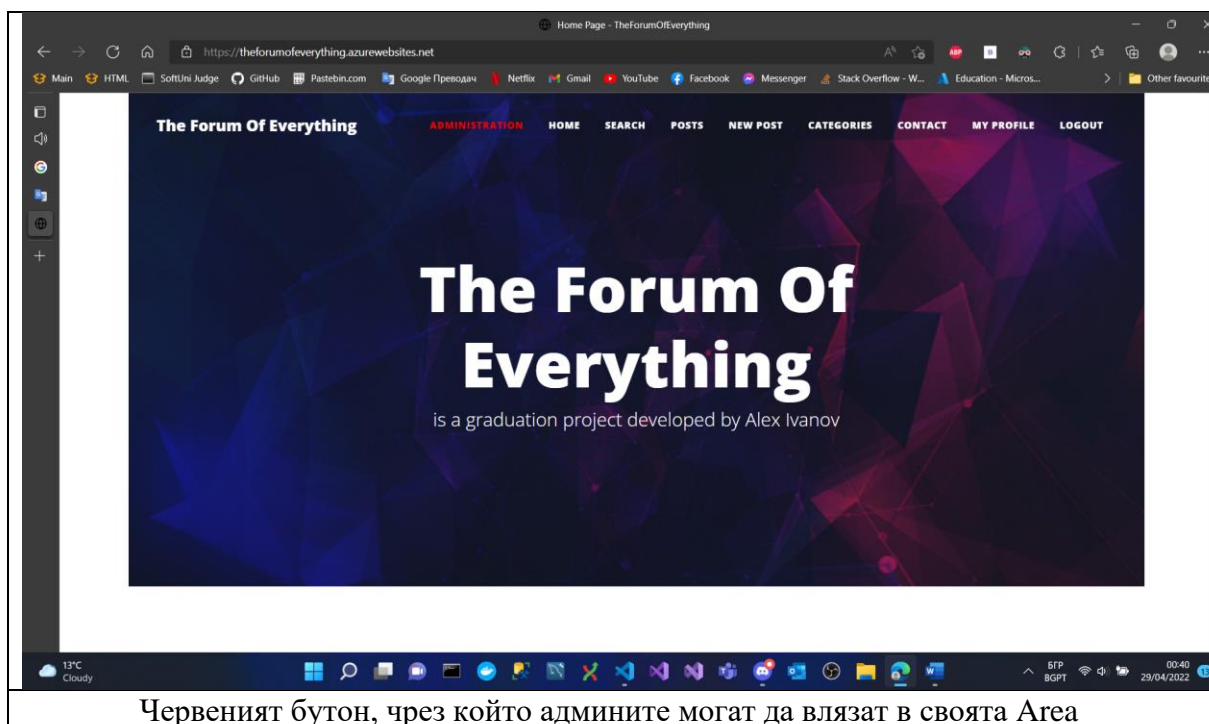 Home Page - TheForumOfEverything
https://theforumofeverything.azurewebsites.net
Main HTML SoftUni Judge GitHub Pastebin.com Google Преводач Netflix Gmail YouTube Facebook Messenger Stack Overflow - W... Education - Micros... Other favourite
The Forum Of Everything ADMINISTRATION HOME SEARCH POSTS NEW POST CATEGORIES CONTACT MY PROFILE LOGOUT
The Forum Of
Everything
is a graduation project developed by Alex Ivanov
13°C
Cloudy
БГР
BGPT
00:40
29/04/2022
Червеният бутон, чрез който админите могат да влязат в своята Area